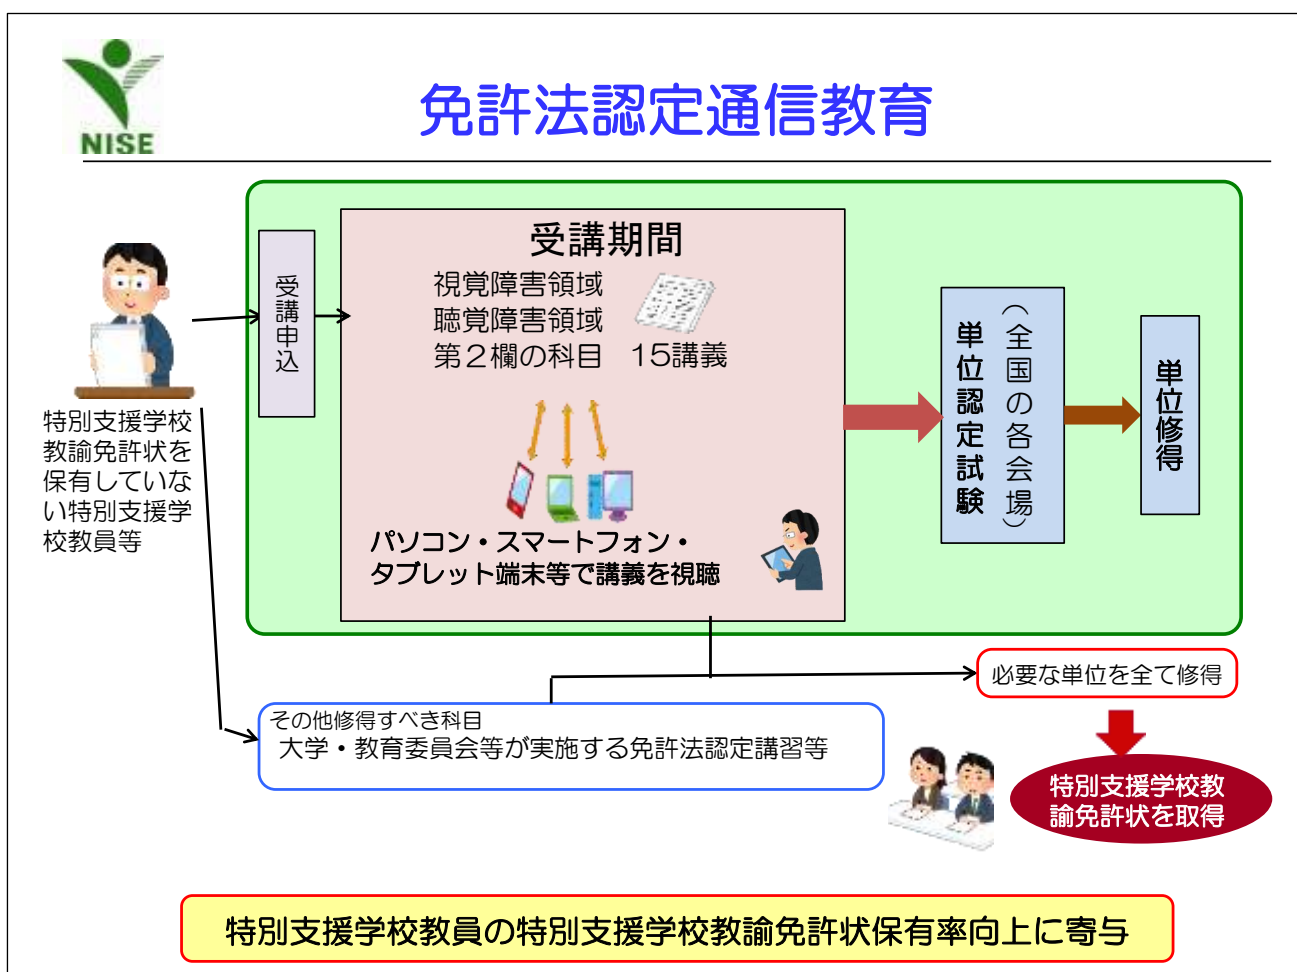 NISE
免許法認定通信教育
特別支援学校
教諭免許状を
保有していな
い特別支援学
校教員等
受講申込
受講期間
視覚障害領域
聴覚障害領域
第2欄の科目　15講義
パソコン・スマートフォン・
タブレット端末等で講義を視聴
単位認定試験
（全国の各会場）
単位修得
その他修得すべき科目
大学・教育委員会等が実施する免許法認定講習等
必要な単位を全て修得
特別支援学校教
諭免許状を取得
特別支援学校教員の特別支援学校教諭免許状保有率向上に寄与